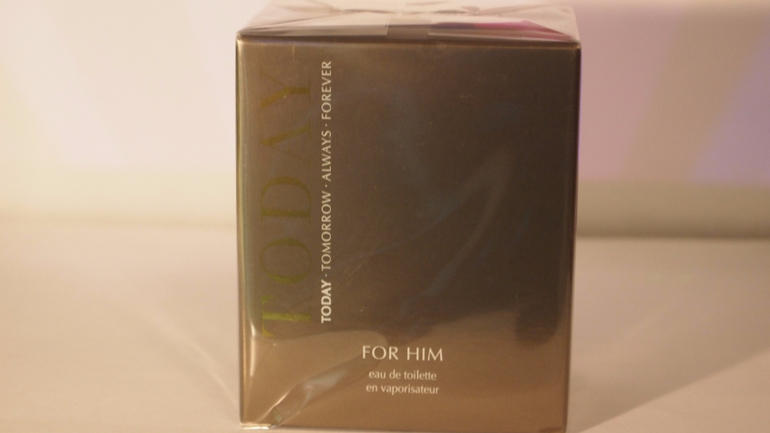 TODAY
TODAY · TOMORROW · ALWAYS · FOREVER
FOR HIM
eau de toilette
en vaporisateur